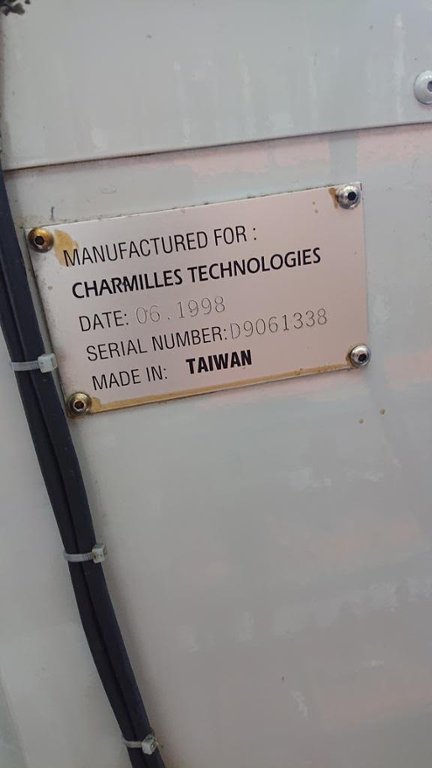 MANUFACTURED FOR :
CHARMILLES TECHNOLOGIES
DATE: 06.1998
SERIAL NUMBER: D9061338
MADE IN: TAIWAN